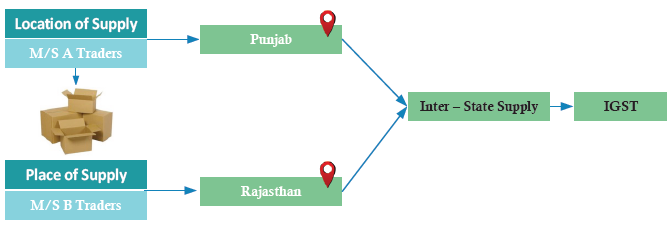 Location of Supply
M/S A Traders
Punjab
Inter – State Supply
IGST
Place of Supply
M/S B Traders
Rajasthan